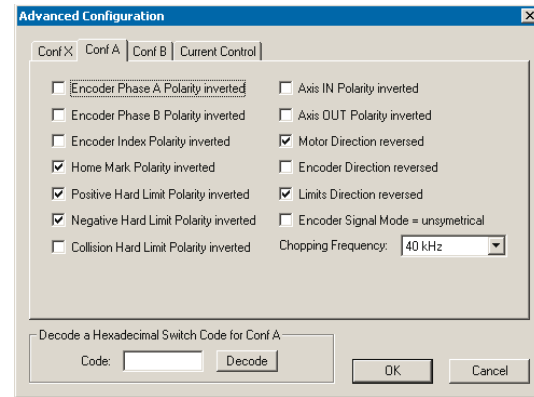 Advanced Configuration
Conf X Conf A Conf B Current Control
Encoder Phase A Polarity inverted
Encoder Phase B Polarity inverted
Encoder Index Polarity inverted
Home Mark Polarity inverted
Positive Hard Limit Polarity inverted
Negative Hard Limit Polarity inverted
Collision Hard Limit Polarity inverted
Axis IN Polarity inverted
Axis OUT Polarity inverted
Motor Direction reversed
Encoder Direction reversed
Limits Direction reversed
Encoder Signal Mode = unsymetrical
Chopping Frequency: 40 kHz
Decode a Hexadecimal Switch Code for Conf A
Code: Decode
OK Cancel